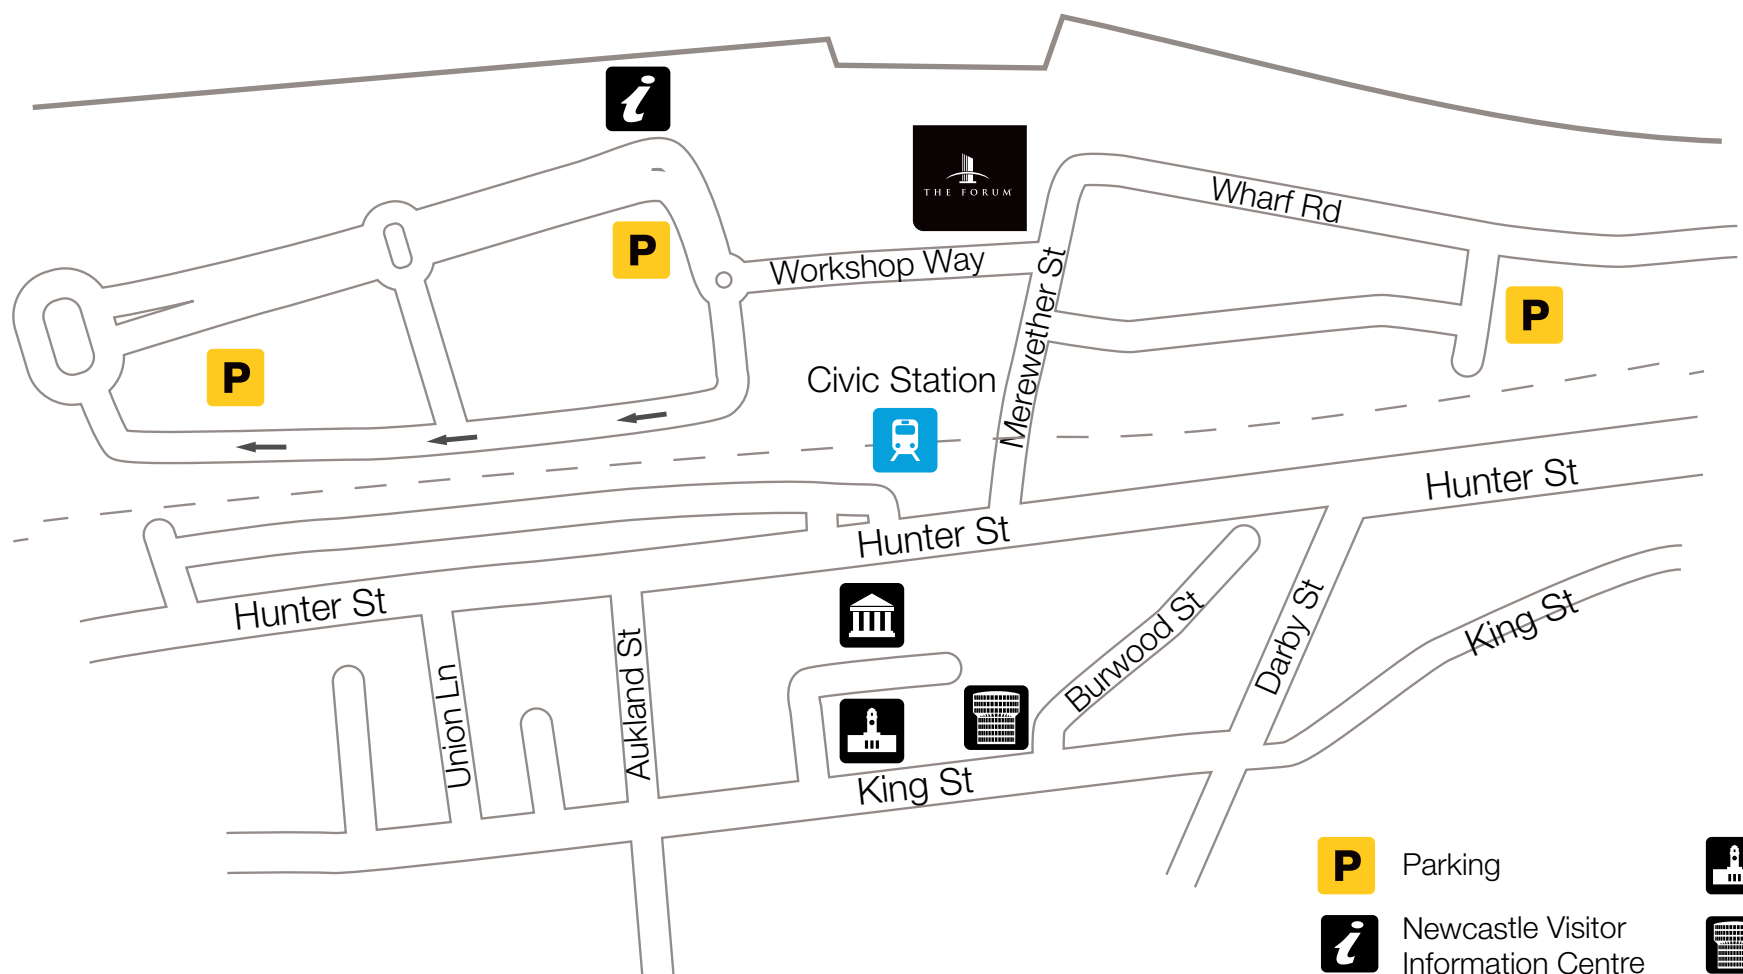 THE FORUM
Wharf Rd
P
Workshop Way
Merewether St
P
P
Civic Station
Hunter St
Hunter St
Hunter St
Union Ln
Aukland St
Burwood St
Darby St
King St
King St
P Parking
i Newcastle Visitor
Information Centre